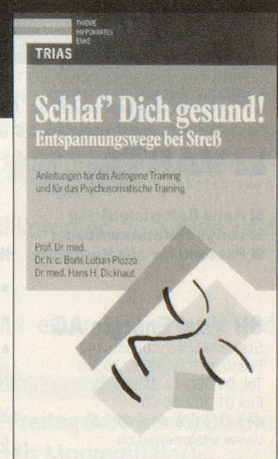 THIEME
HIPPOKRATES
ENKE
TRIAS
Schlaf' Dich gesund!
Entspannungswege bei Streß
Anleitungen für das Autogene Training
und für das Psychosomatische Training
Prof. Dr. med.
Dr. h. c. Boris Luban-Plozza
Dr. med. Hans H. Dickhaut